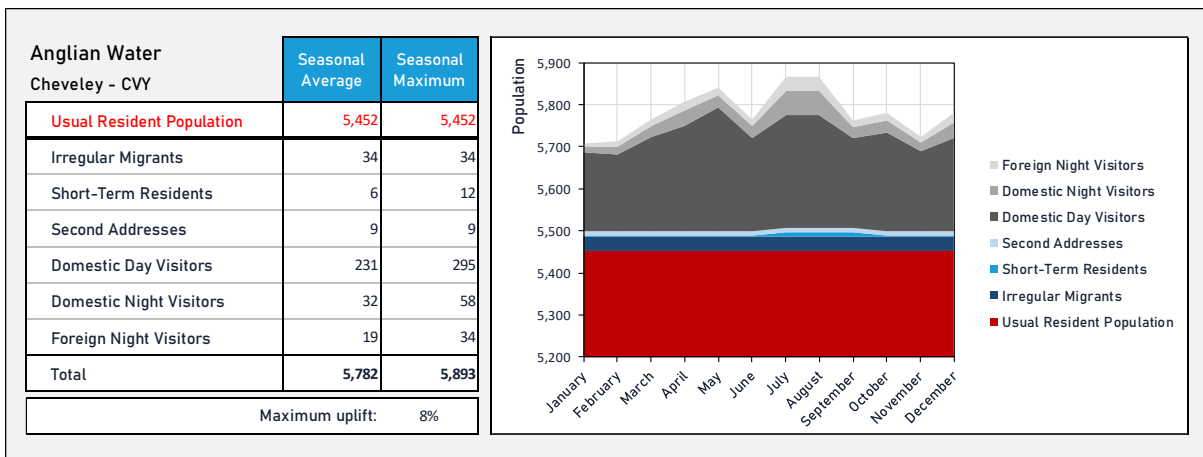 Anglian Water
Cheveley - CVY
Seasonal Average Seasonal Maximum
Usual Resident Population 5,452 5,452
Irregular Migrants 34 34
Short-Term Residents 6 12
Second Addresses 9 9
Domestic Day Visitors 231 295
Domestic Night Visitors 32 58
Foreign Night Visitors 19 34
Total 5,782 5,893
Maximum uplift: 8%
Population
5,900
5,800
5,700
5,600
5,500
5,400
5,300
5,200
January
February
March
April
May
June
July
August
September
October
November
December
Foreign Night Visitors
Domestic Night Visitors
Domestic Day Visitors
Second Addresses
Short-Term Residents
Irregular Migrants
Usual Resident Population